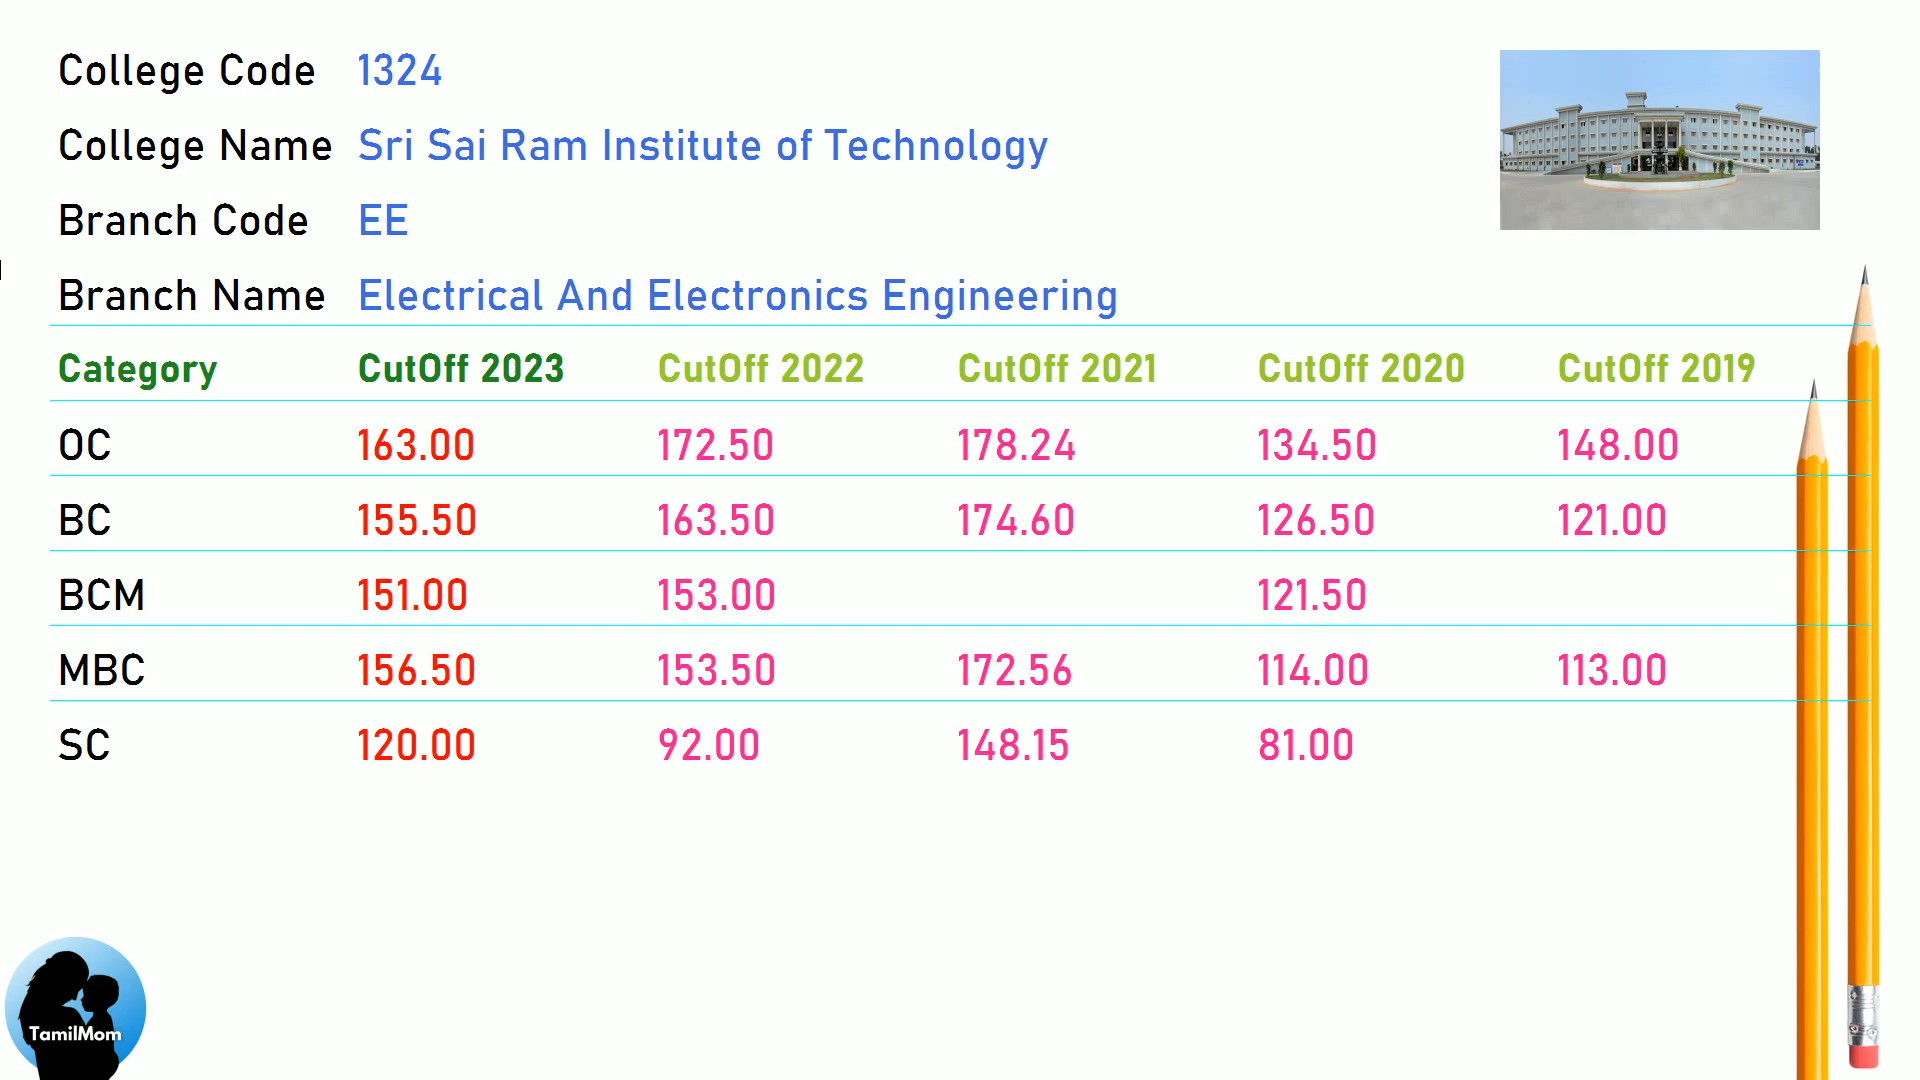 College Code 1324
College Name Sri Sai Ram Institute of Technology
Branch Code EE
Branch Name Electrical And Electronics Engineering
Category CutOff 2023 CutOff 2022 CutOff 2021 CutOff 2020 CutOff 2019
OC 163.00 172.50 178.24 134.50 148.00
BC 155.50 163.50 174.60 126.50 121.00
BCM 151.00 153.00 121.50
MBC 156.50 153.50 172.56 114.00 113.00
SC 120.00 92.00 148.15 81.00
TamilMom